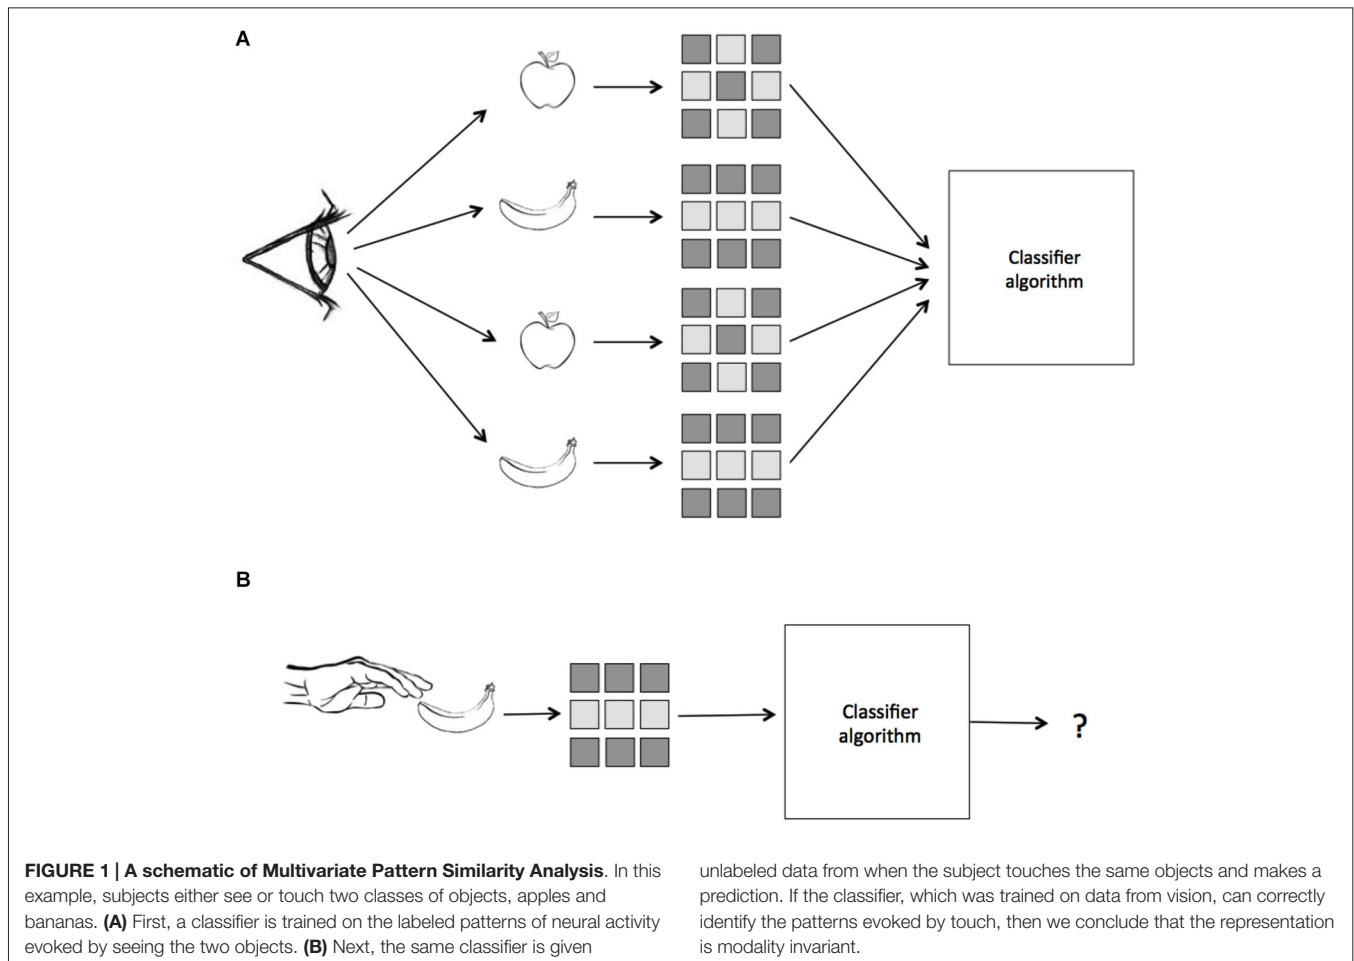 A
Classifier
algorithm
B
Classifier
algorithm
?
FIGURE 1 | A schematic of Multivariate Pattern Similarity Analysis. In this
example, subjects either see or touch two classes of objects, apples and
bananas. (A) First, a classifier is trained on the labeled patterns of neural activity
evoked by seeing the two objects. (B) Next, the same classifier is given
unlabeled data from when the subject touches the same objects and makes a
prediction. If the classifier, which was trained on data from vision, can correctly
identify the patterns evoked by touch, then we conclude that the representation
is modality invariant.